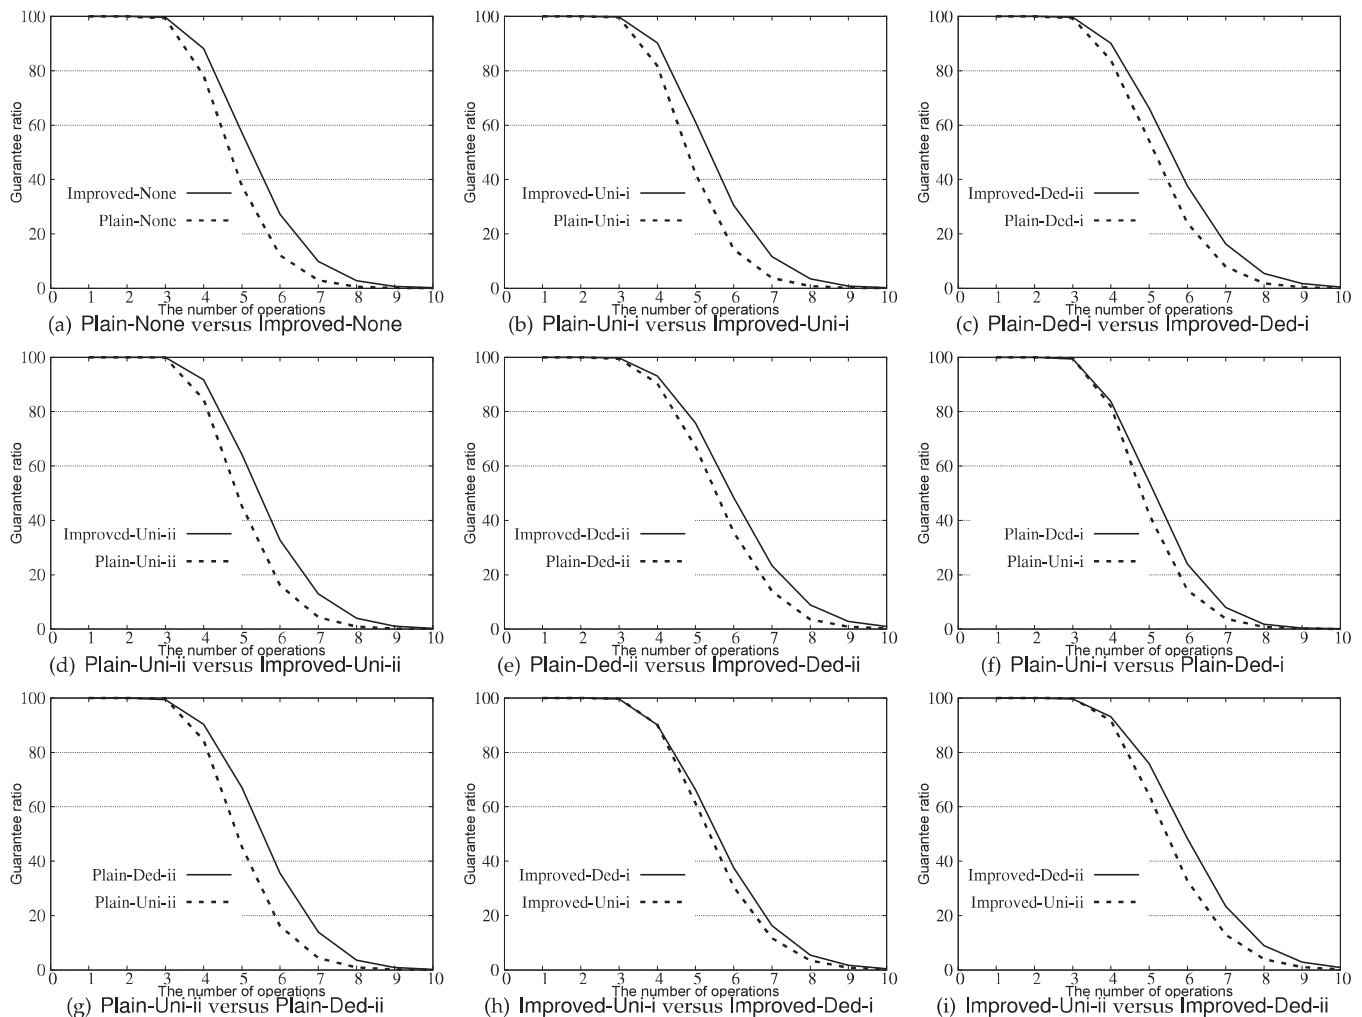 100
80
60
40
20
0
Guarantee ratio
Improved-None
Plain-None
0 1 2 3 4 5 6 7 8 9 10
The number of operations
(a) Plain-None versus Improved-None
100
80
60
40
20
0
Guarantee ratio
Improved-Uni-i
Plain-Uni-i
0 1 2 3 4 5 6 7 8 9 10
The number of operations
(b) Plain-Uni-i versus Improved-Uni-i
100
80
60
40
20
0
Guarantee ratio
Improved-Ded-ii
Plain-Ded-i
0 1 2 3 4 5 6 7 8 9 10
The number of operations
(c) Plain-Ded-i versus Improved-Ded-i
100
80
60
40
20
0
Guarantee ratio
Improved-Uni-ii
Plain-Uni-ii
0 1 2 3 4 5 6 7 8 9 10
The number of operations
(d) Plain-Uni-ii versus Improved-Uni-ii
100
80
60
40
20
0
Guarantee ratio
Improved-Ded-ii
Plain-Ded-ii
0 1 2 3 4 5 6 7 8 9 10
The number of operations
(e) Plain-Ded-ii versus Improved-Ded-ii
100
80
60
40
20
0
Guarantee ratio
Plain-Ded-i
Plain-Uni-i
0 1 2 3 4 5 6 7 8 9 10
The number of operations
(f) Plain-Uni-i versus Plain-Ded-i
100
80
60
40
20
0
Guarantee ratio
Plain-Ded-ii
Plain-Uni-ii
0 1 2 3 4 5 6 7 8 9 10
The number of operations
(g) Plain-Uni-ii versus Plain-Ded-ii
100
80
60
40
20
0
Guarantee ratio
Improved-Ded-i
Improved-Uni-i
0 1 2 3 4 5 6 7 8 9 10
The number of operations
(h) Improved-Uni-i versus Improved-Ded-i
100
80
60
40
20
0
Guarantee ratio
Improved-Ded-ii
Improved-Uni-ii
0 1 2 3 4 5 6 7 8 9 10
The number of operations
(i) Improved-Uni-ii versus Improved-Ded-ii